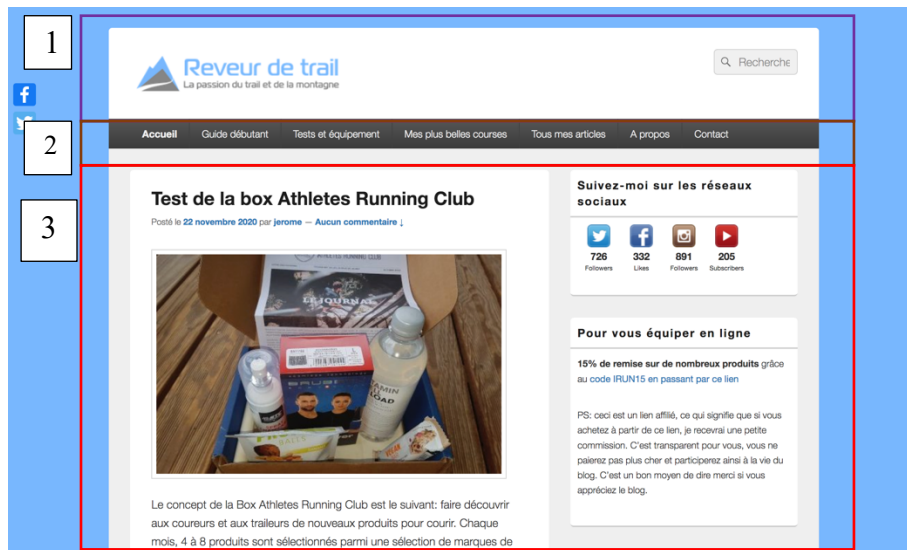 1
Reveur de trail
La passion du trail et de la montagne
Recherche
2
Accueil Guide débutant Tests et équipement Mes plus belles courses Tous mes articles A propos Contact
3
Test de la box Athletes Running Club
Posté le 22 novembre 2020 par jerome — Aucun commentaire ↓
ATHLETES RUNNING CLUB
LE JOURNAL
Le concept de la Box Athletes Running Club est le suivant: faire découvrir
aux coureurs et aux traileurs de nouveaux produits pour courir. Chaque
mois, 4 à 8 produits sont sélectionnés parmi une sélection de marques de
Suivez-moi sur les réseaux
sociaux
726 332 891 205
Followers Likes Followers Subscribers
Pour vous équiper en ligne
15% de remise sur de nombreux produits grâce
au code IRUN15 en passant par ce lien
PS: ceci est un lien affilié, ce qui signifie que si vous
achetez à partir de ce lien, je recevrai une petite
commission. C'est transparent pour vous, vous ne
paierez pas plus cher et participerez ainsi à la vie du
blog. C'est un bon moyen de dire merci si vous
appréciez le blog.